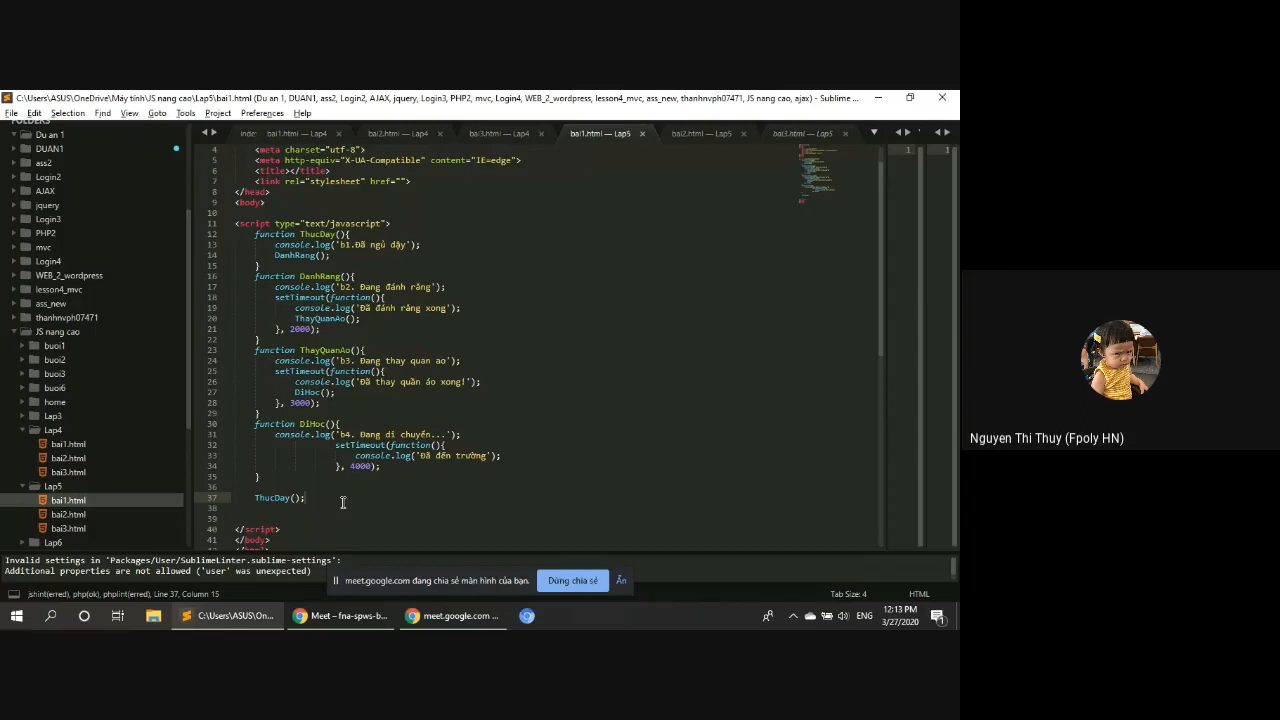 C:\Users\ASUS\OneDrive\Máy tính\JS nang cao\Lap5\bai1.html (Du an 1, DUAN1, ass2, Login2, AJAX, jquery, Login3, PHP2, mvc, Login4, WEB_2_wordpress, lesson4_mvc, ass_new, thanhnvph07471, JS nang cao, ajax) - Sublime ...
File Edit Selection Find View Goto Tools Project Preferences Help
FOLDERS
Du an 1
DUAN1
ass2
Login2
AJAX
jquery
Login3
PHP2
mvc
Login4
WEB_2_wordpress
lesson4_mvc
ass_new
thanhnvph07471
JS nang cao
buoi1
buoi2
buoi3
buoi6
home
Lap3
Lap4
bai1.html
bai2.html
bai3.html
Lap5
bai1.html
bai2.html
bai3.html
Lap6
inde bai1.html — Lap4 bai2.html — Lap4 bai3.html — Lap4 bai1.html — Lap5 bai2.html — Lap5 bai3.html — Lap5
4 <meta charset="utf-8">
5 <meta http-equiv="X-UA-Compatible" content="IE=edge">
6 <title></title>
7 <link rel="stylesheet" href="">
8 </head>
9 <body>
10
11 <script type="text/javascript">
12 function ThucDay(){
13 console.log('b1.Đã ngủ dậy');
14 DanhRang();
15 }
16 function DanhRang(){
17 console.log('b2. Đang đánh răng');
18 setTimeout(function(){
19 console.log('Đã đánh răng xong');
20 ThayQuanAo();
21 }, 2000);
22 }
23 function ThayQuanAo(){
24 console.log('b3. Đang thay quan ao');
25 setTimeout(function(){
26 console.log('Đã thay quần áo xong!');
27 DiHoc();
28 }, 3000);
29 }
30 function DiHoc(){
31 console.log('b4. Đang di chuyển...');
32 setTimeout(function(){
33 console.log('Đã đến trường');
34 }, 4000);
35 }
36
37 ThucDay();
38
39
40 </script>
41 </body>
1 1
Invalid settings in 'Packages/User/SublimeLinter.sublime-settings':
Additional properties are not allowed ('user' was unexpected)
meet.google.com đang chia sẻ màn hình của bạn. Dừng chia sẻ Ẩn
jshint(erred), php(ok), phplint(erred), Line 37, Column 15 Tab Size: 4 HTML
C:\Users\ASUS\On... Meet – fna-spws-b... meet.google.com ... ENG 12:13 PM
3/27/2020
1
Nguyen Thi Thuy (Fpoly HN)